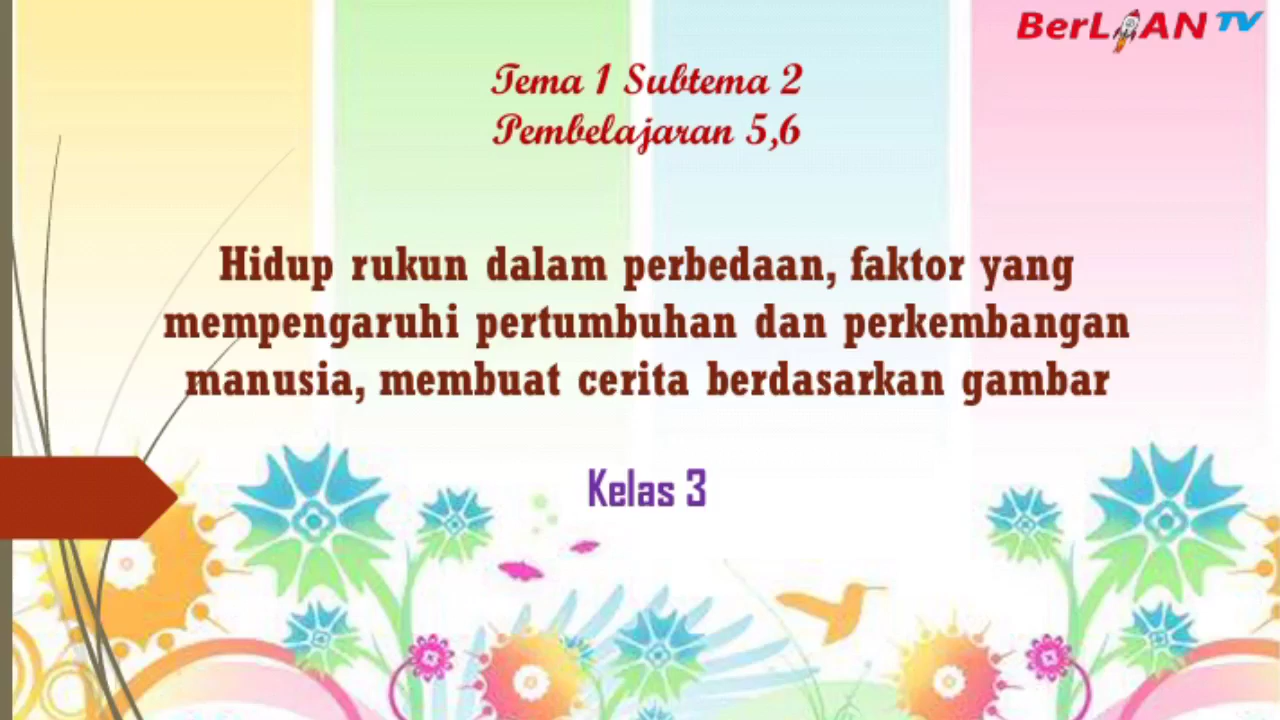 BerLIAN TV
Tema 1 Subtema 2
Pembelajaran 5,6
Hidup rukun dalam perbedaan, faktor yang
mempengaruhi pertumbuhan dan perkembangan
manusia, membuat cerita berdasarkan gambar
Kelas 3